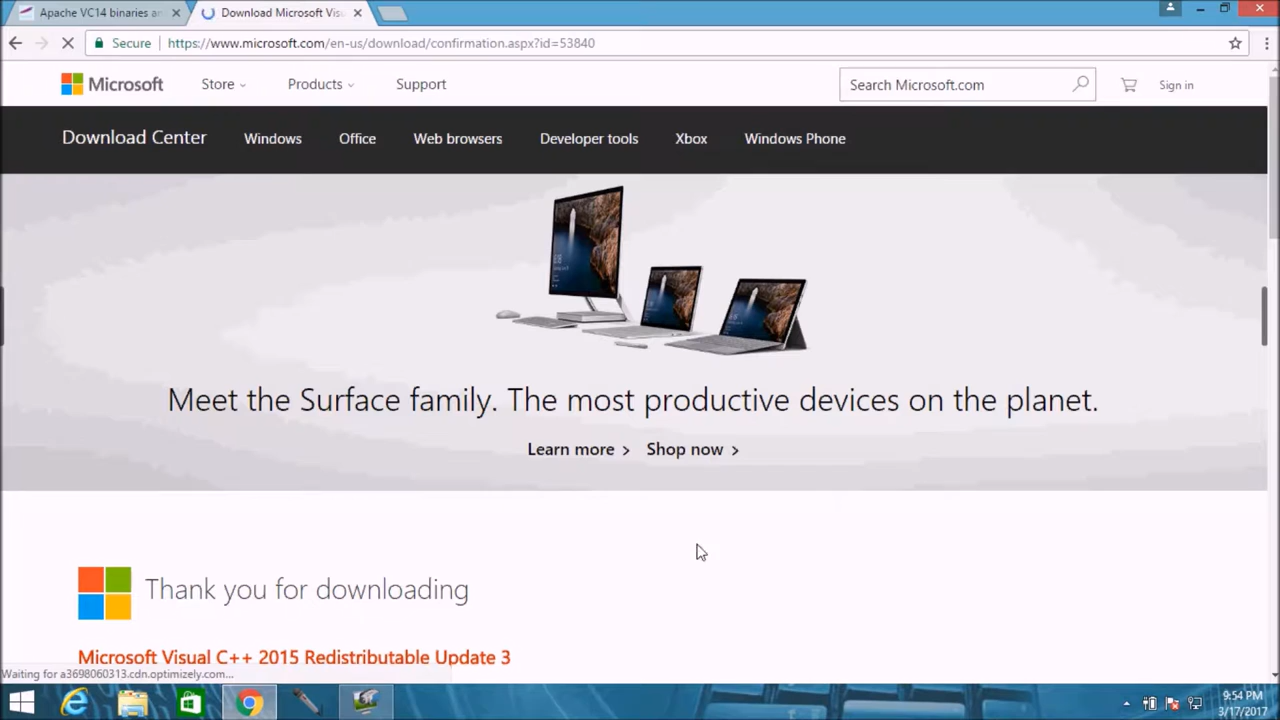 Apache VC14 binaries an
Download Microsoft Visu
Secure https://www.microsoft.com/en-us/download/confirmation.aspx?id=53840
Microsoft Store Products Support Search Microsoft.com Sign in
Download Center Windows Office Web browsers Developer tools Xbox Windows Phone
Meet the Surface family. The most productive devices on the planet.
Learn more > Shop now >
Thank you for downloading
Microsoft Visual C++ 2015 Redistributable Update 3
Waiting for a3698060313.cdn.optimizely.com...
9:54 PM
3/17/2017